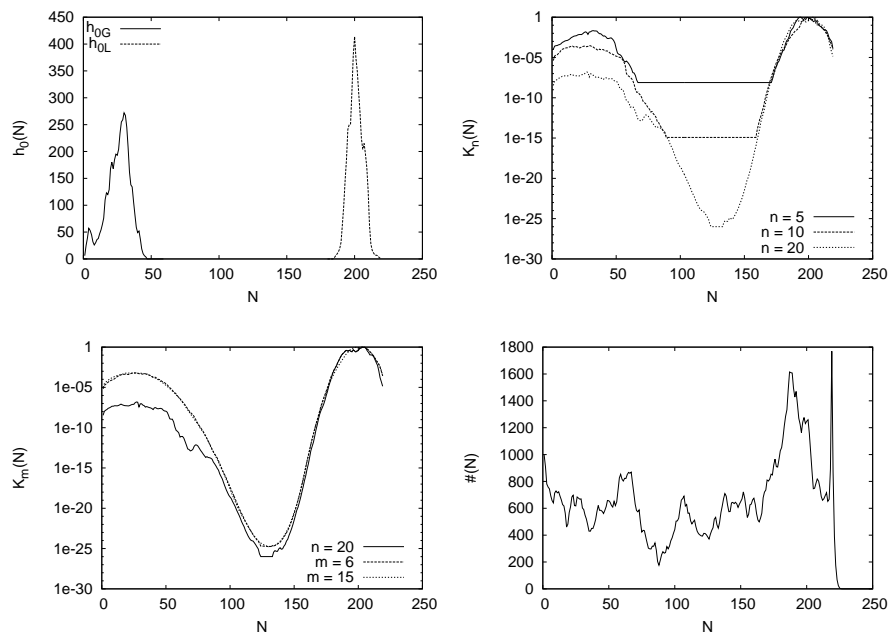 h0(N)
450
400
350
300
250
200
150
100
50
0
h0G
h0L
0 50 100 150 200 250
N
Kn(N)
1
1e-05
1e-10
1e-15
1e-20
1e-25
1e-30
n = 5
n = 10
n = 20
0 50 100 150 200 250
N
Km(N)
1
1e-05
1e-10
1e-15
1e-20
1e-25
1e-30
n = 20
m = 6
m = 15
0 50 100 150 200 250
N
#(N)
1800
1600
1400
1200
1000
800
600
400
200
0
0 50 100 150 200 250
N